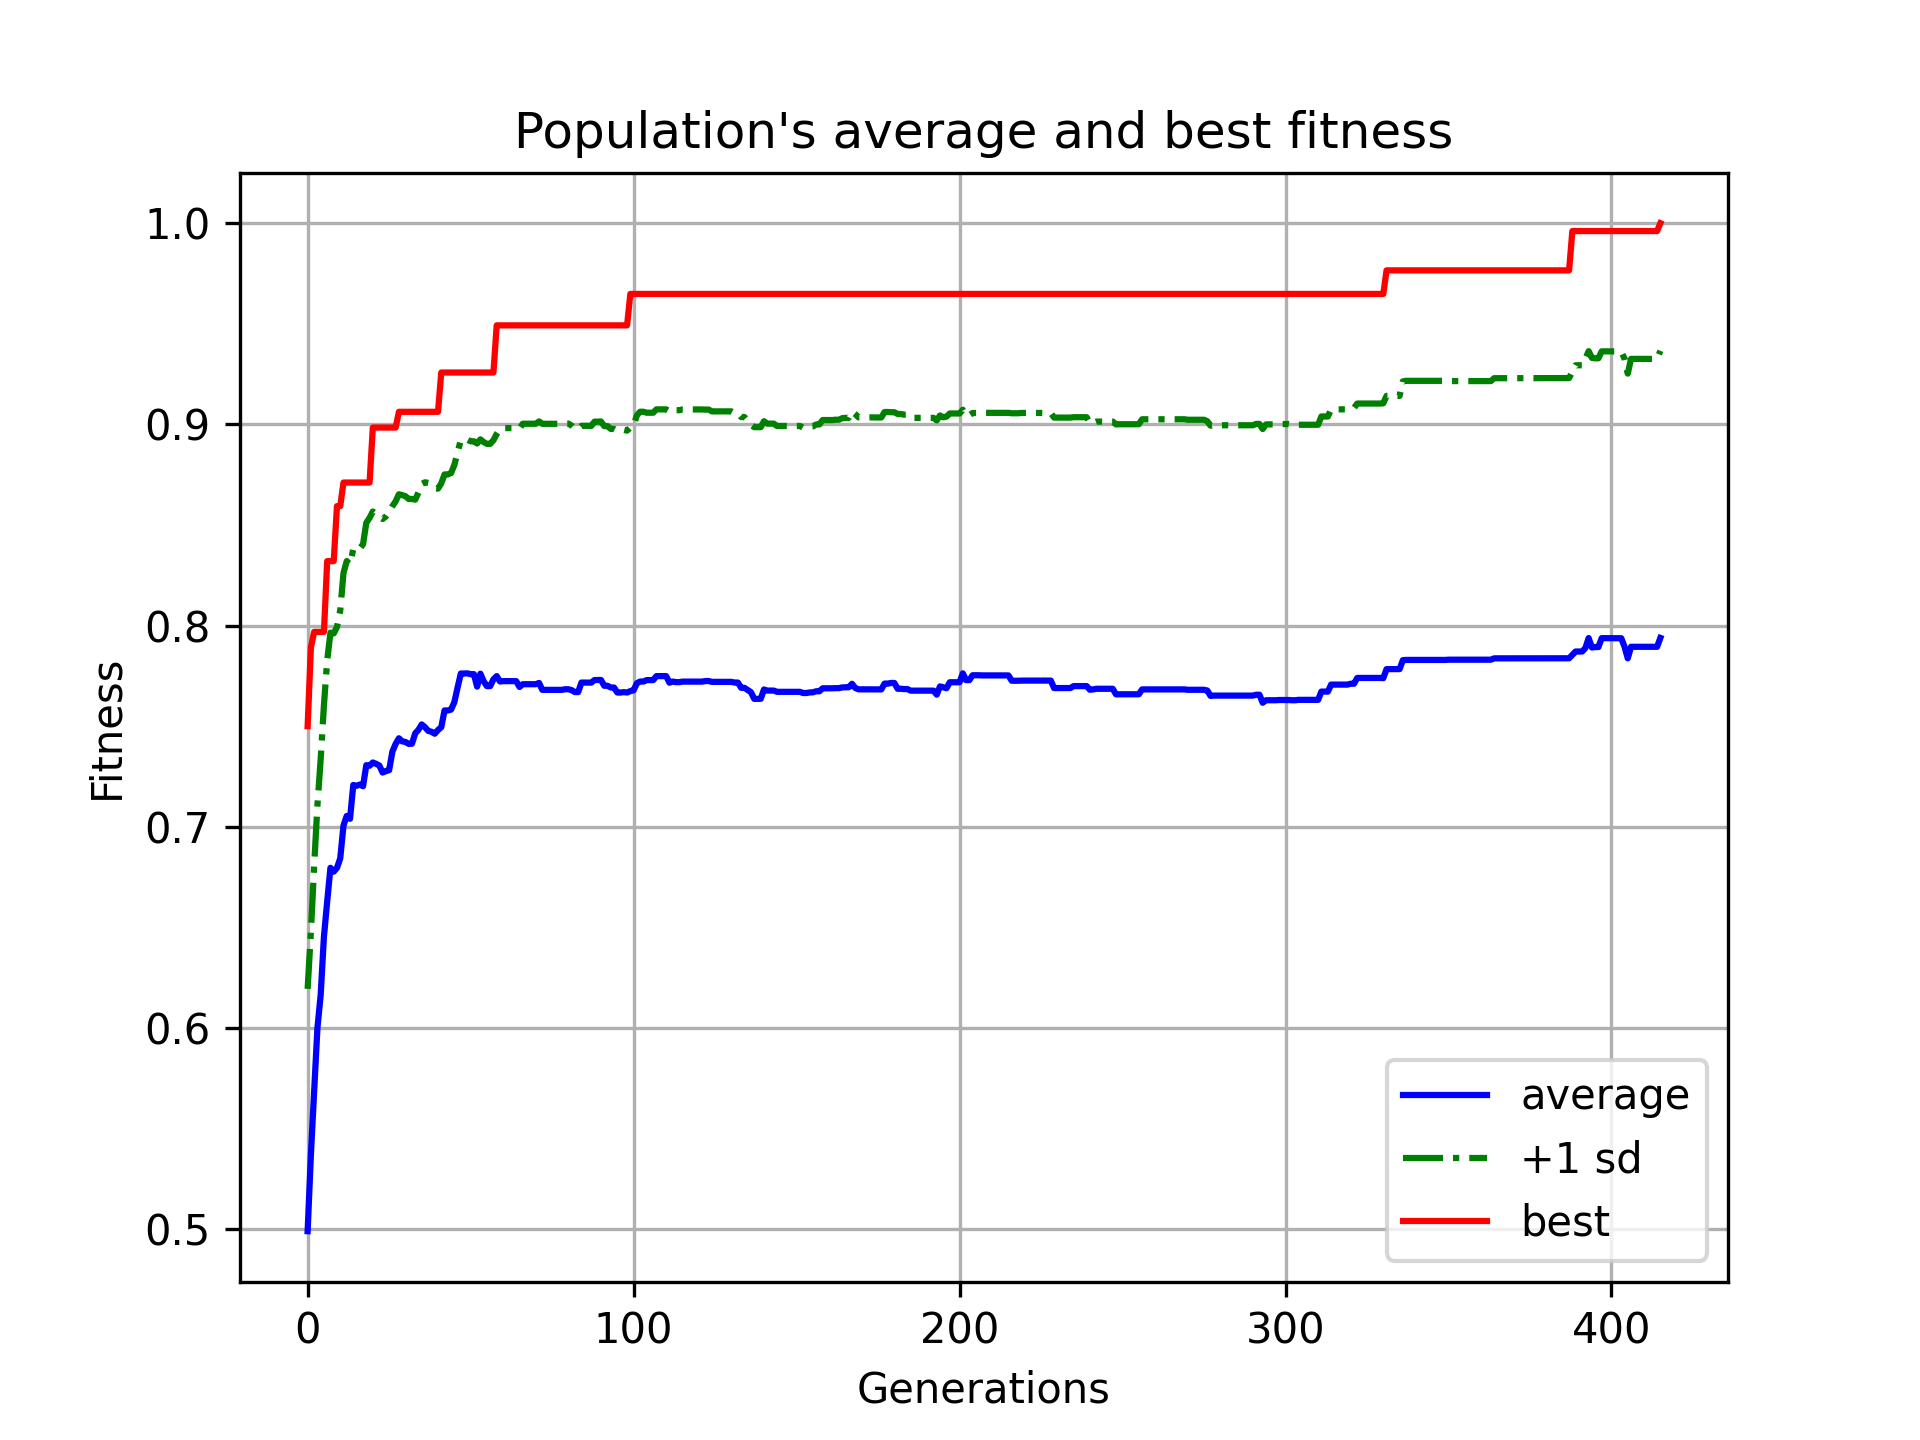 Population's average and best fitness
1.0
0.9
0.8
0.7
0.6
0.5
Fitness
0
100
200
300
400
Generations
average
+1 sd
best